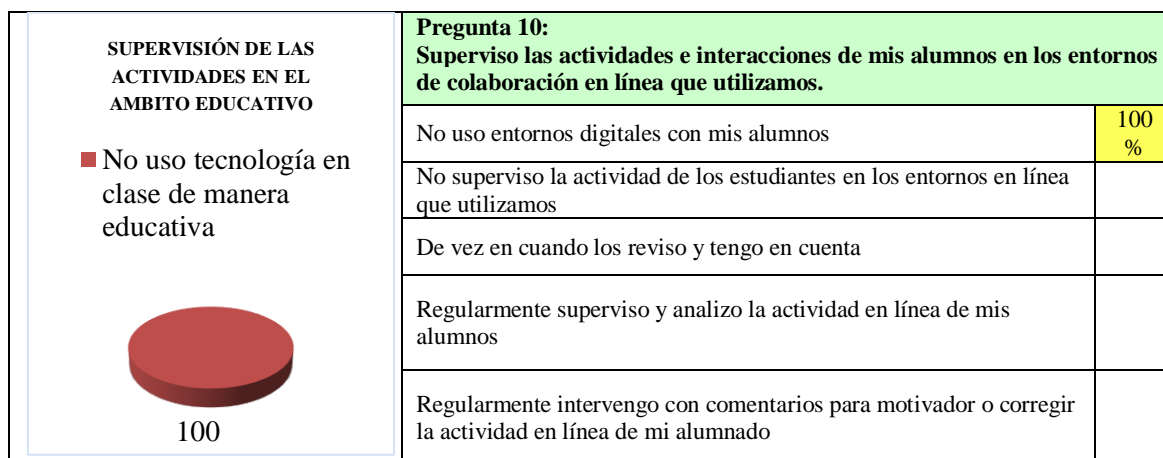 SUPERVISIÓN DE LAS
ACTIVIDADES EN EL
AMBITO EDUCATIVO
No uso tecnología en
clase de manera
educativa
100
Pregunta 10:
Superviso las actividades e interacciones de mis alumnos en los entornos
de colaboración en línea que utilizamos.
No uso entornos digitales con mis alumnos
100
%
No superviso la actividad de los estudiantes en los entornos en línea
que utilizamos
De vez en cuando los reviso y tengo en cuenta
Regularmente superviso y analizo la actividad en línea de mis
alumnos
Regularmente intervengo con comentarios para motivador o corregir
la actividad en línea de mi alumnado